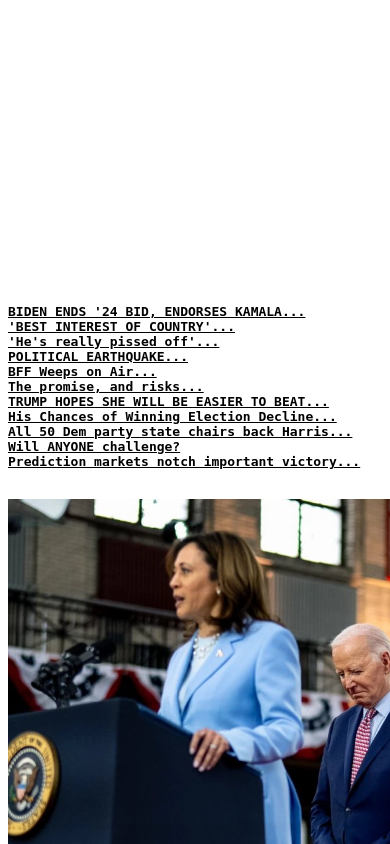 BIDEN ENDS '24 BID, ENDORSES KAMALA...
'BEST INTEREST OF COUNTRY'...
'He's really pissed off'...
POLITICAL EARTHQUAKE...
BFF Weeps on Air...
The promise, and risks...
TRUMP HOPES SHE WILL BE EASIER TO BEAT...
His Chances of Winning Election Decline...
All 50 Dem party state chairs back Harris...
Will ANYONE challenge?
Prediction markets notch important victory...